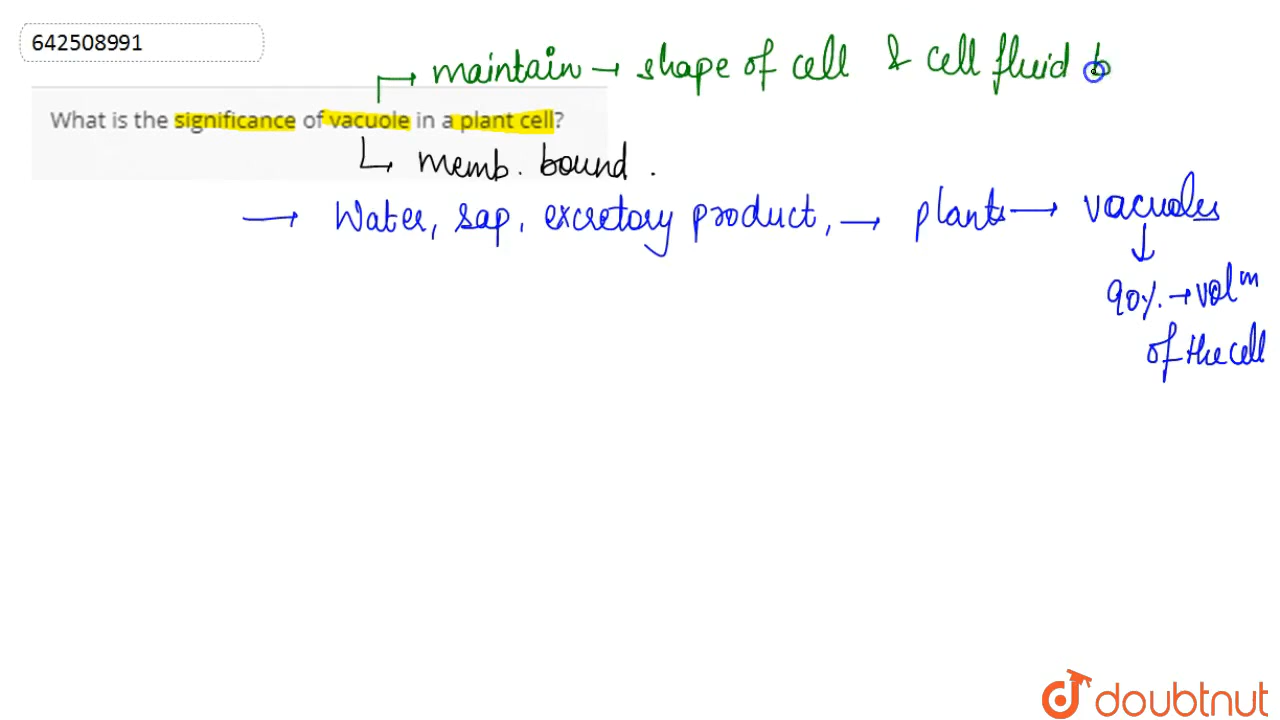 642508991
maintain → shape of cell & cell fluid
What is the significance of vacuole in a plant cell?
↳ memb. bound.
→ Water, sap, excretory product, → plants → vacuoles
↓
90% → volm
of the cell
doubtnut